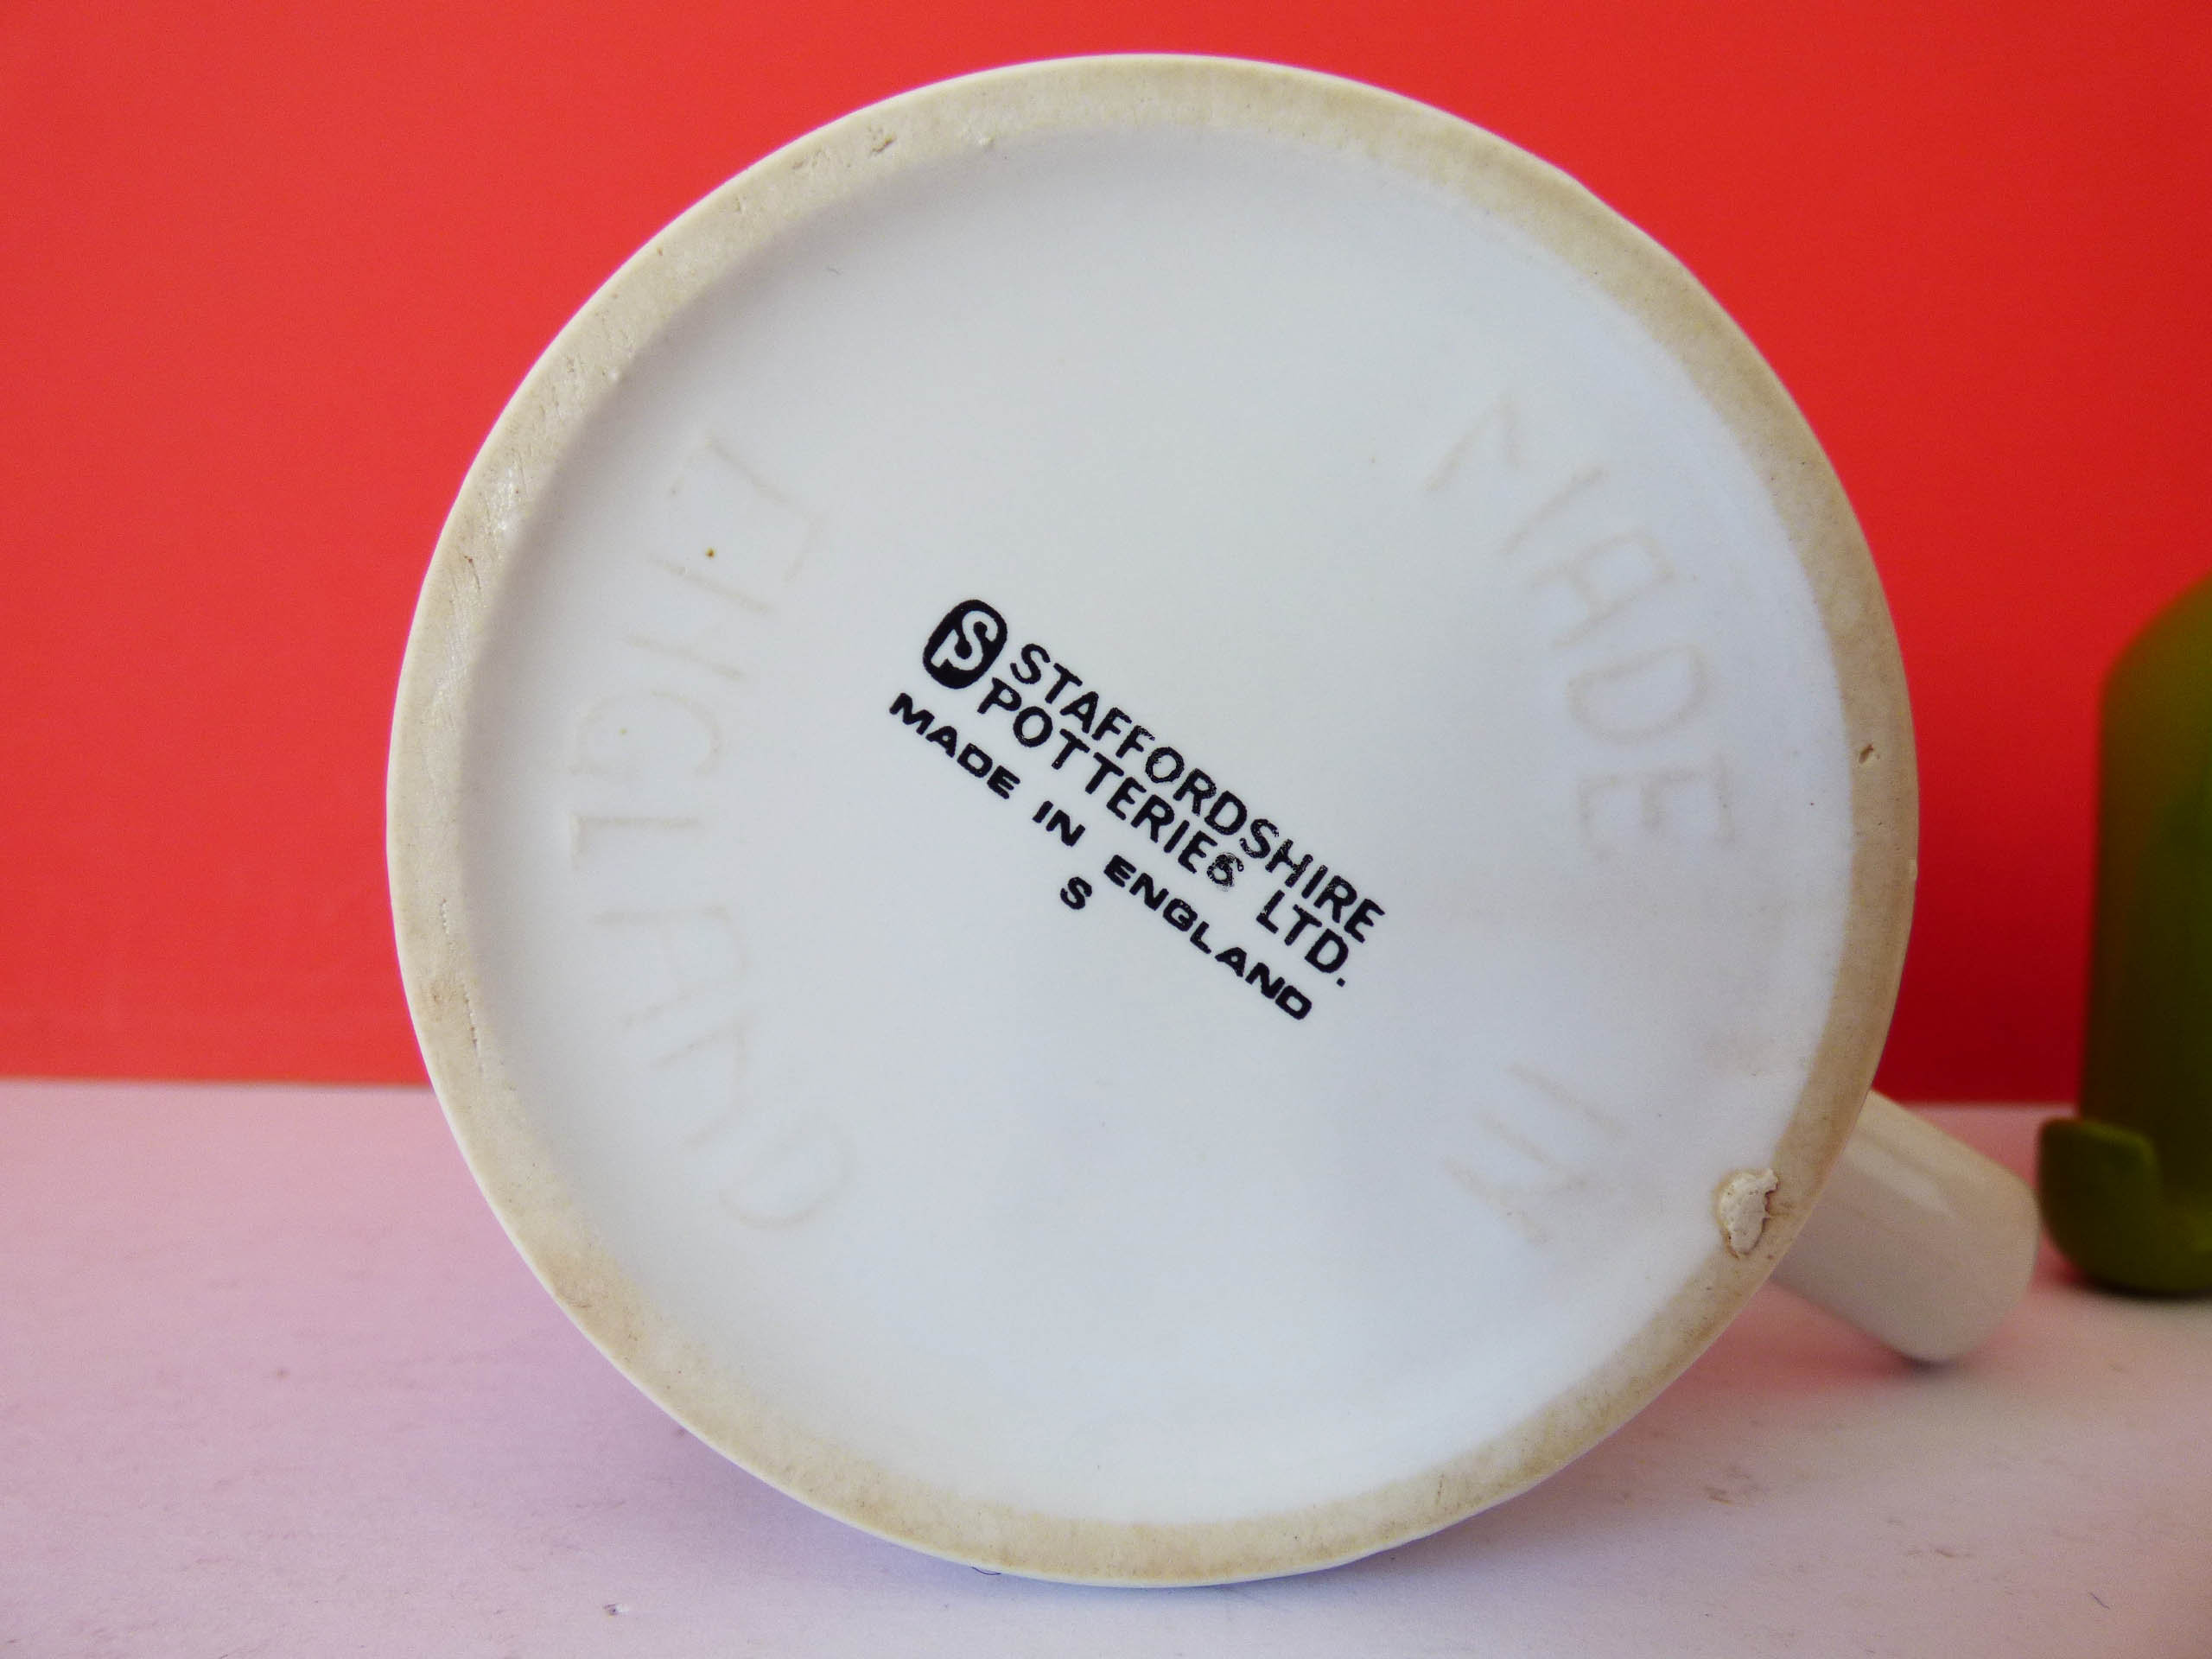 SP STAFFORDSHIRE
POTTERIES LTD.
MADE IN ENGLAND
S
MADE
IN
ENGLAND